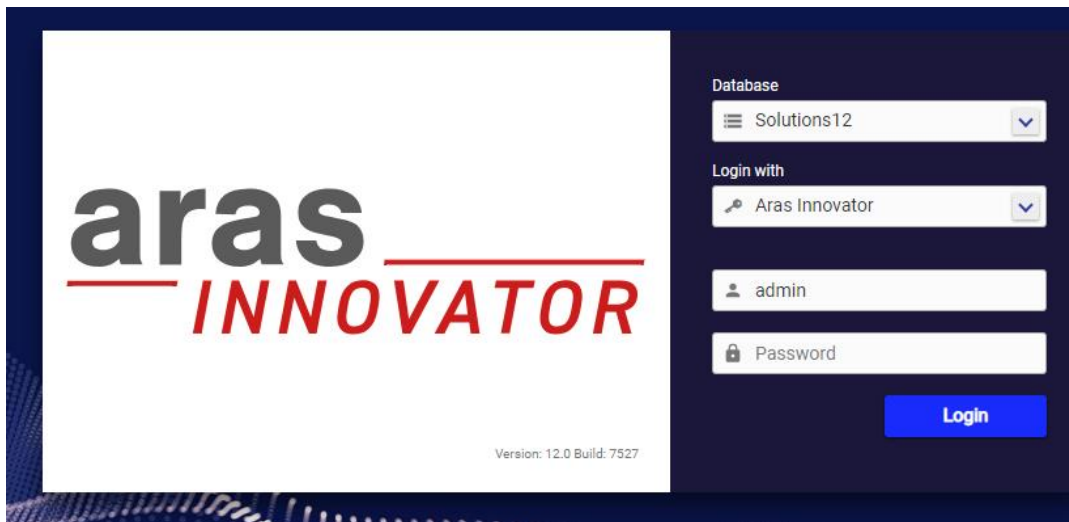 aras
INNOVATOR
Version: 12.0 Build: 7527
Database
Solutions12
Login with
Aras Innovator
admin
Password
Login